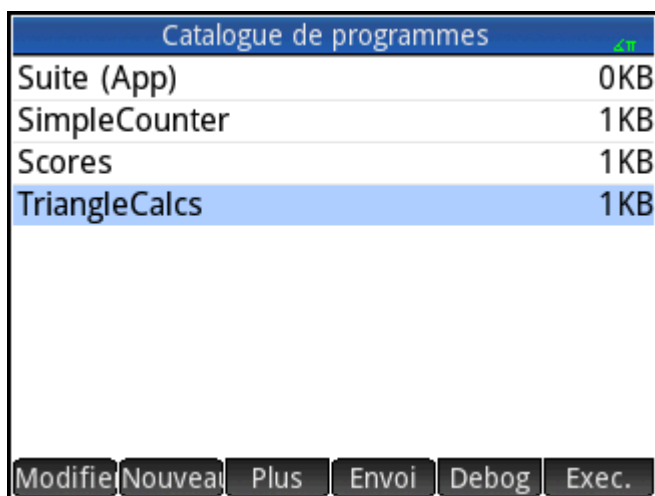 Catalogue de programmes
∡π
Suite (App) 0KB
SimpleCounter 1KB
Scores 1KB
TriangleCalcs 1KB
Modifie Nouveau Plus Envoi Debog Exec.